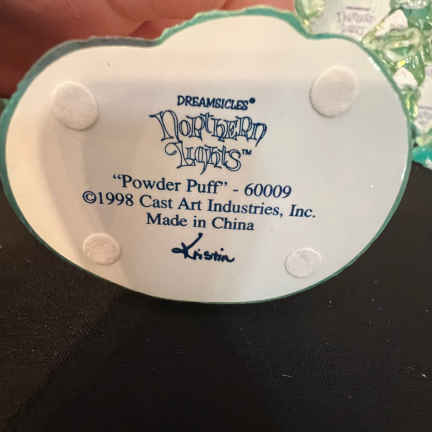 DREAMSICLES®
Northern
Lights™
"Powder Puff" - 60009
©1998 Cast Art Industries, Inc.
Made in China
Kristin